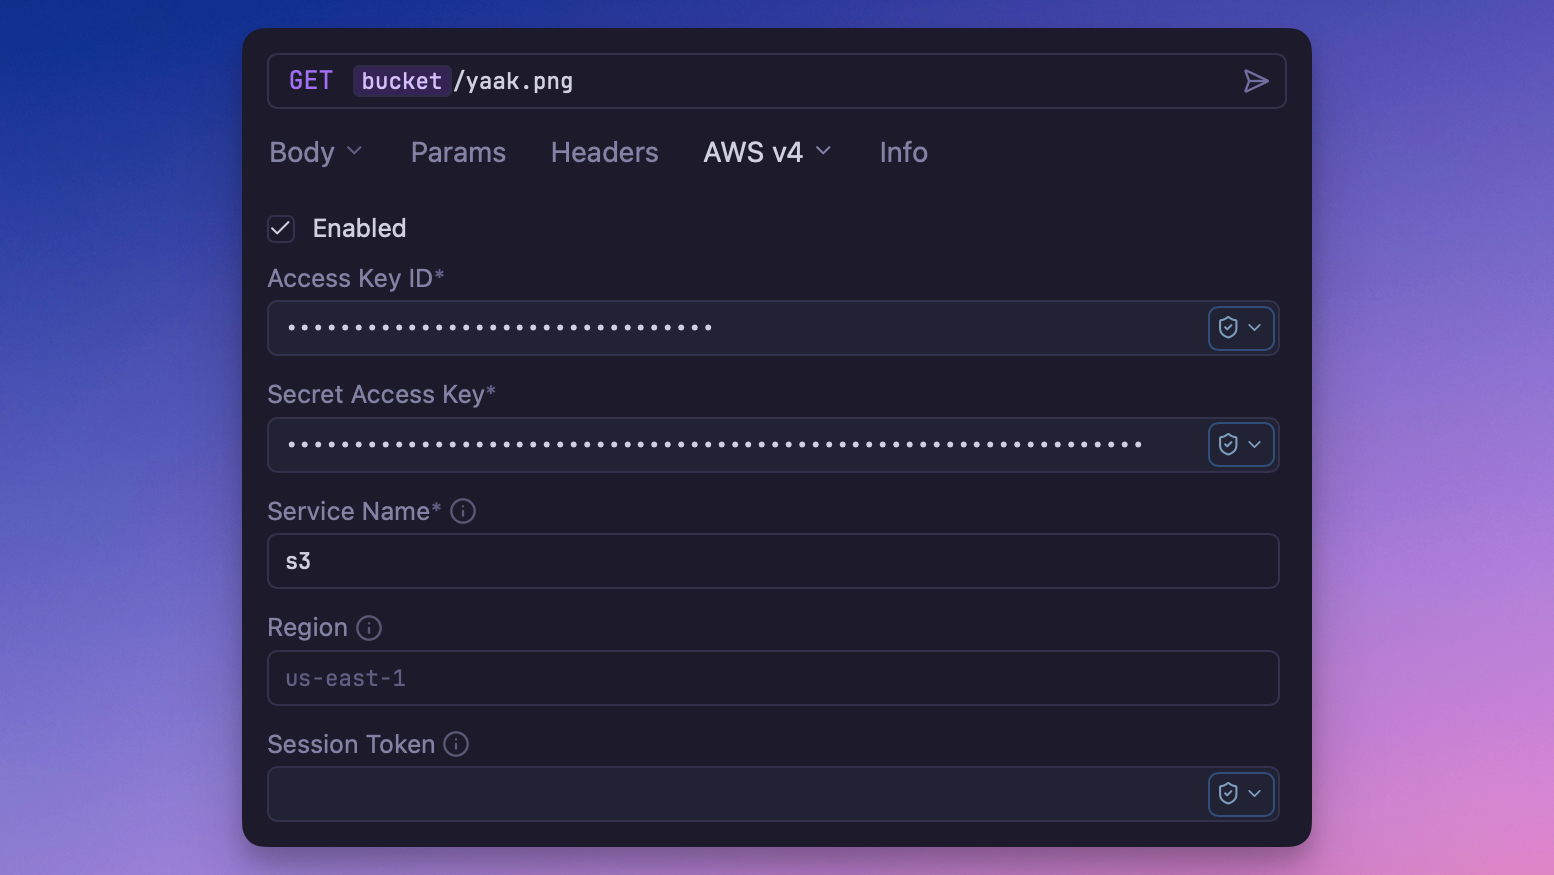 GET bucket/yaak.png
Body Params Headers AWS v4 Info
Enabled
Access Key ID*
••••••••••••••••••••••••••••••••
Secret Access Key*
••••••••••••••••••••••••••••••••••••••••••••••••••••••••••••••••
Service Name*
s3
Region
us-east-1
Session Token